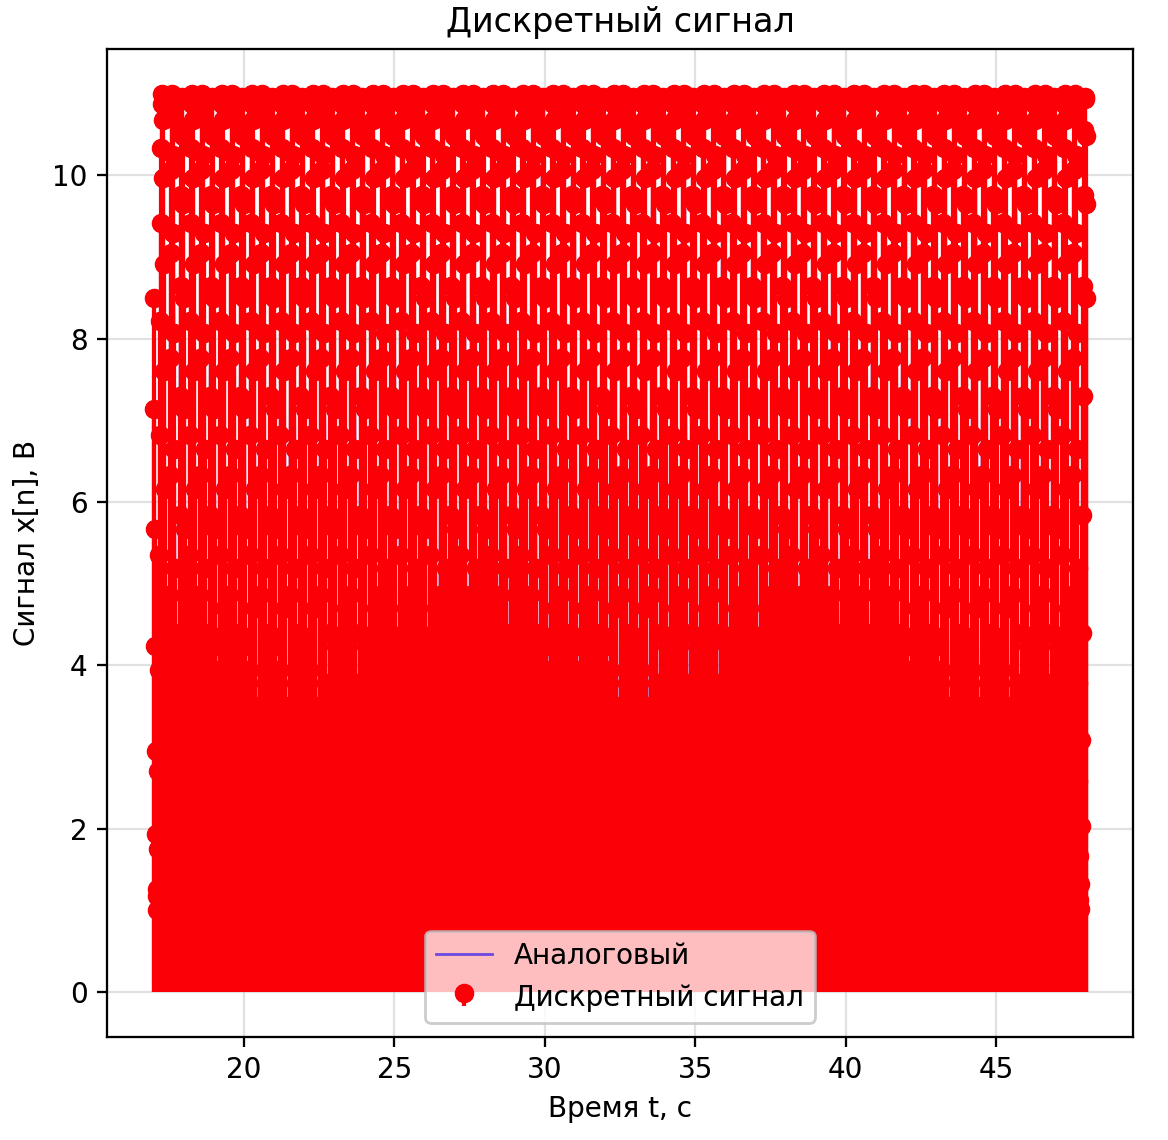 Дискретный сигнал
Сигнал x[n], В
10
8
6
4
2
0
Аналоговый
Дискретный сигнал
20 25 30 35 40 45
Время t, с